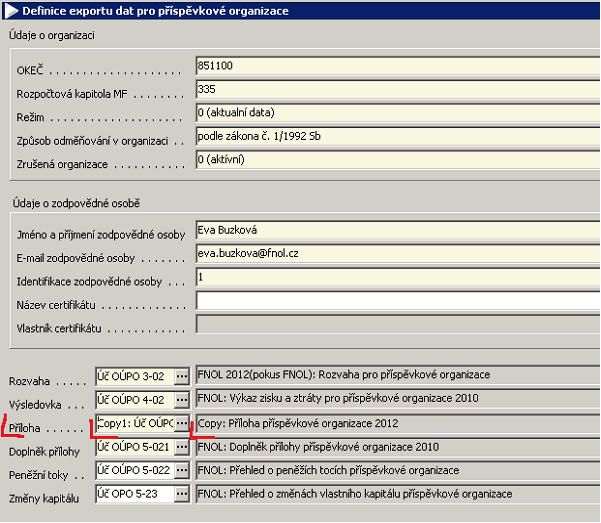 Definice exportu dat pro příspěvkové organizace
Údaje o organizaci
OKEČ . . . . . . . . . . . . . . . . . . . . 851100
Rozpočtová kapitola MF . . . . . . . . 335
Režim . . . . . . . . . . . . . . . . . . . . 0 (aktualní data)
Způsob odměňování v organizaci . . podle zákona č. 1/1992 Sb
Zrušená organizace . . . . . . . . . . . 0 (aktívní)
Údaje o zodpovědné osobě
Jméno a příjmení zodpovědné osoby Eva Buzková
E-mail zodpovědné osoby . . . . . . . eva.buzkova@fnol.cz
Identifikace zodpovědné osoby . . . 1
Název certifikátu . . . . . . . . . . . . .
Vlastník certifikátu . . . . . . . . . . . .
Rozvaha . . . . . Úč OÚPO 3-02 ... FNOL 2012(pokus FNOL): Rozvaha pro příspěvkové organizace
Výsledovka . . . . Úč OÚPO 4-02 ... FNOL: Výkaz zisku a ztráty pro příspěvkové organizace 2010
Příloha . . . . . . Copy1: Úč OÚPO ... Copy: Příloha příspěvkové organizace 2012
Doplněk přílohy Úč OÚPO 5-021 ... FNOL: Doplněk přílohy příspěvkové organizace 2010
Peněžní toky . . Úč OÚPO 5-022 ... FNOL: Přehled o peněžích tocích příspěvkové organizace
Změny kapitálu Úč OPO 5-23 ... FNOL: Přehled o změnách vlastního kapitálu příspěvkové organizace